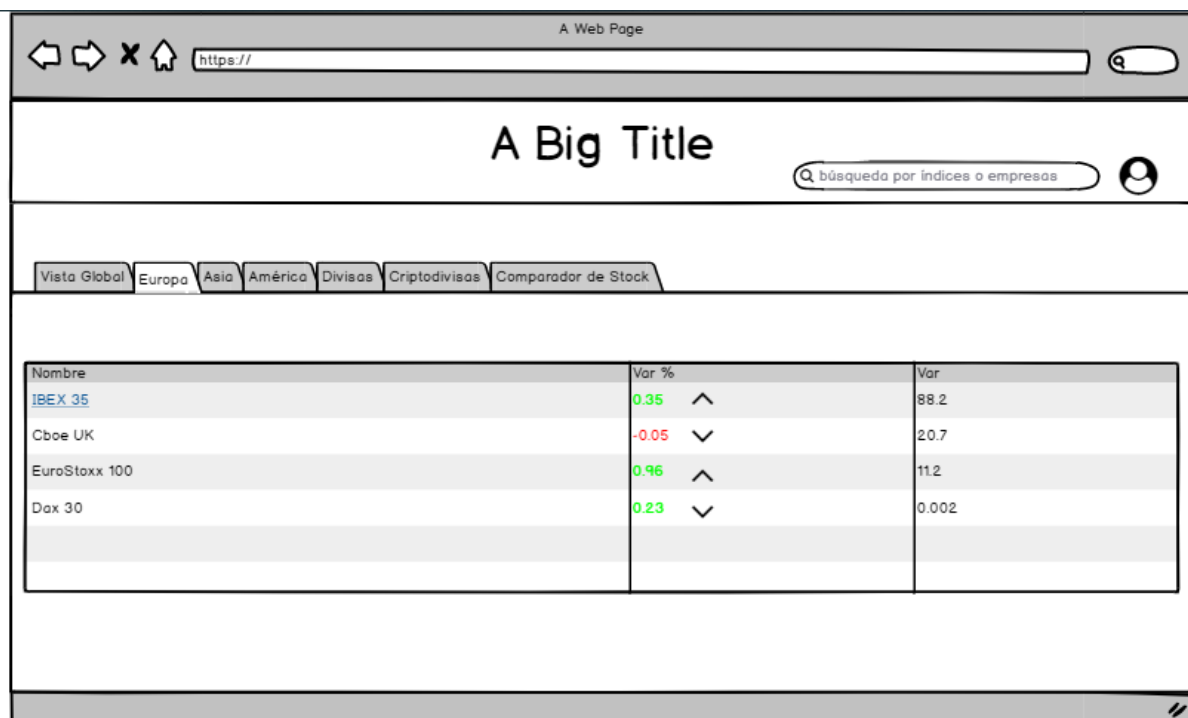 A Web Page
https://
A Big Title
búsqueda por índices o empresas
Vista Global Europa Asia América Divisas Criptodivisas Comparador de Stock
Nombre Var % Var
IBEX 35 0.35 88.2
Cboe UK -0.05 20.7
EuroStoxx 100 0.96 11.2
Dax 30 0.23 0.002